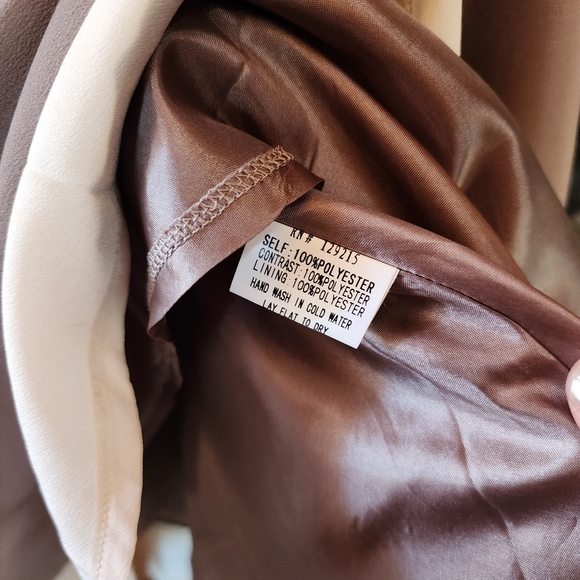 RN# 129215
SELF:100%POLYESTER
CONTRAST:100%POLYESTER
LINING:100%POLYESTER
HAND WASH IN COLD WATER
LAY FLAT TO DRY